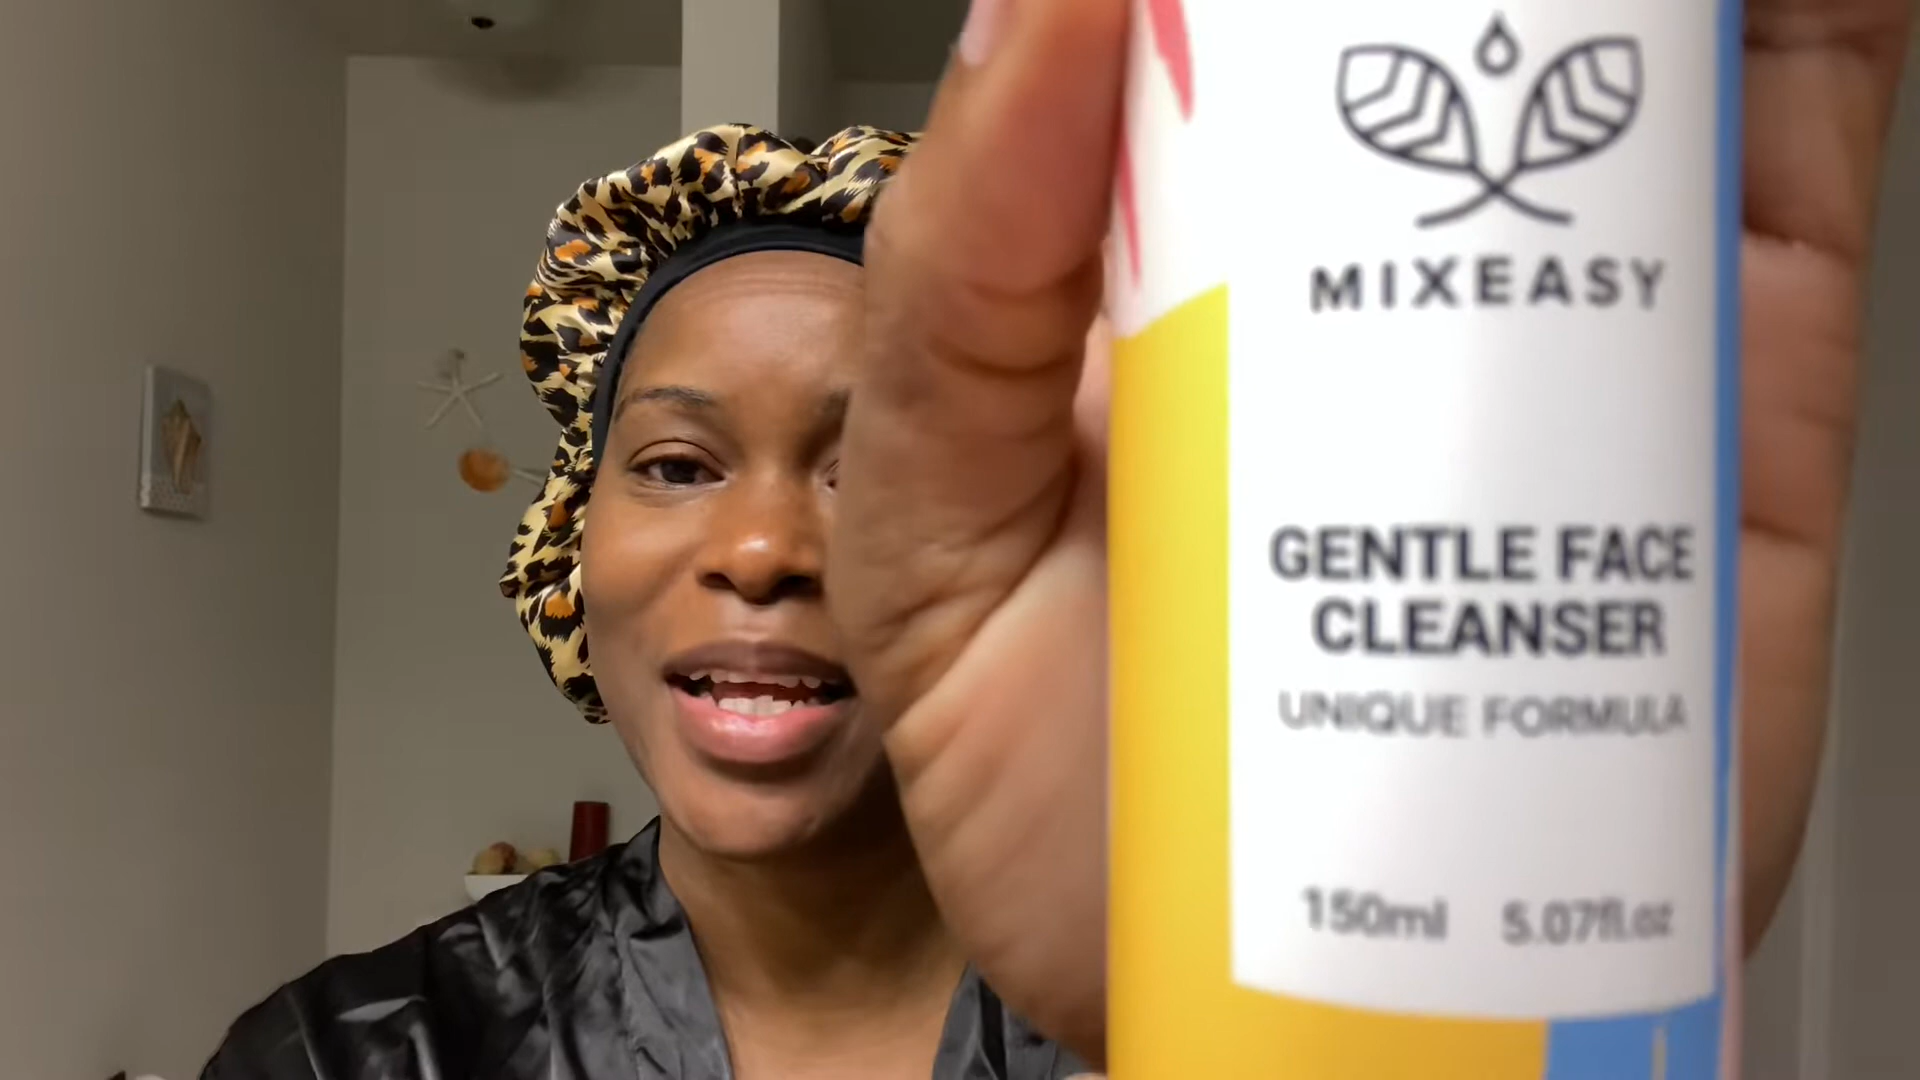 MIXEASY
GENTLE FACE
CLEANSER
UNIQUE FORMULA
150ml 5.07fl.oz